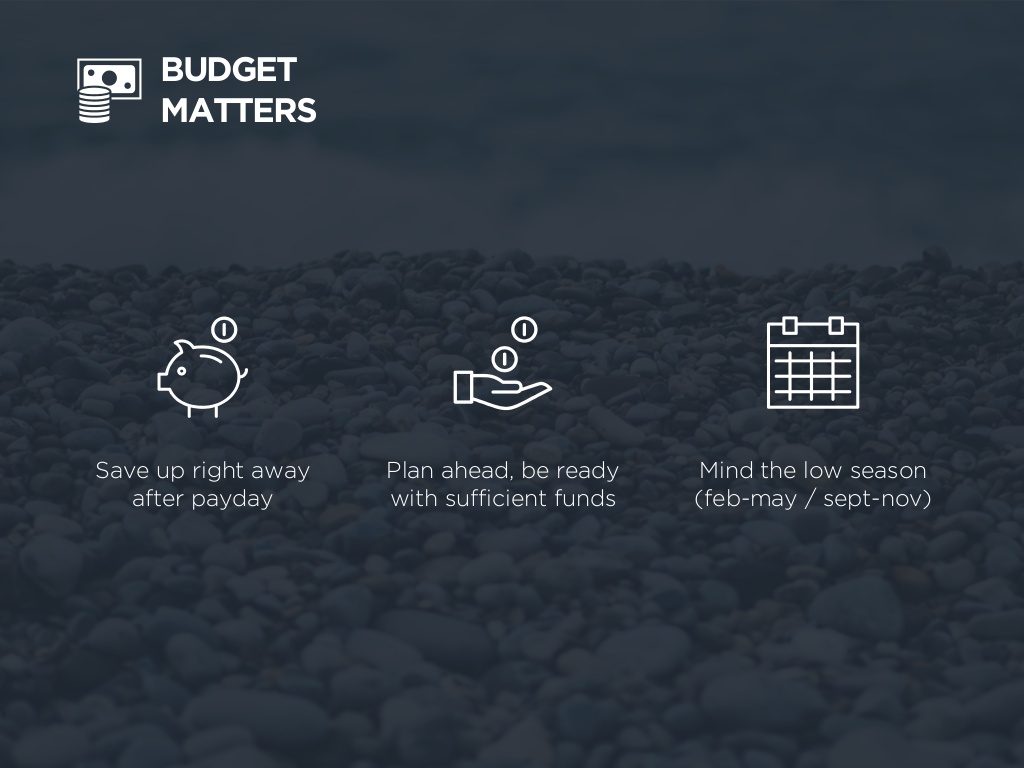 BUDGET
MATTERS
Save up right away
after payday
Plan ahead, be ready
with sufficient funds
Mind the low season
(feb-may / sept-nov)